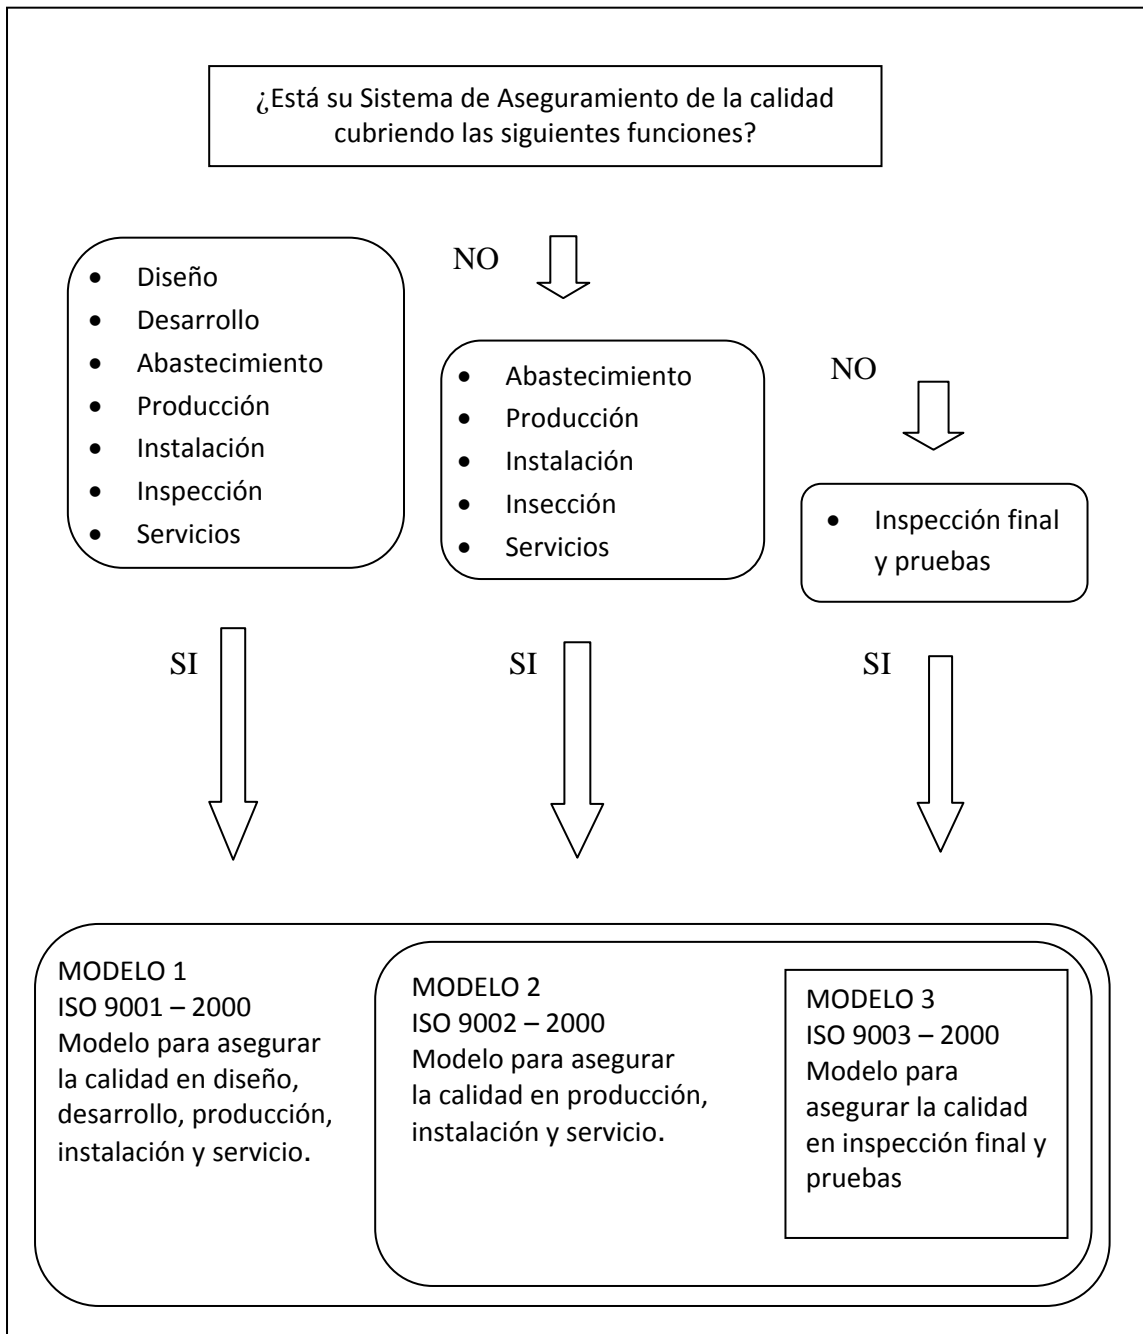 ¿Está su Sistema de Aseguramiento de la calidad
cubriendo las siguientes funciones?
• Diseño
• Desarrollo
• Abastecimiento
• Producción
• Instalación
• Inspección
• Servicios
NO
• Abastecimiento
• Producción
• Instalación
• Insección
• Servicios
NO
• Inspección final
y pruebas
SI
SI
SI
MODELO 1
ISO 9001 – 2000
Modelo para asegurar
la calidad en diseño,
desarrollo, producción,
instalación y servicio.
MODELO 2
ISO 9002 – 2000
Modelo para asegurar
la calidad en producción,
instalación y servicio.
MODELO 3
ISO 9003 – 2000
Modelo para
asegurar la calidad
en inspección final y
pruebas